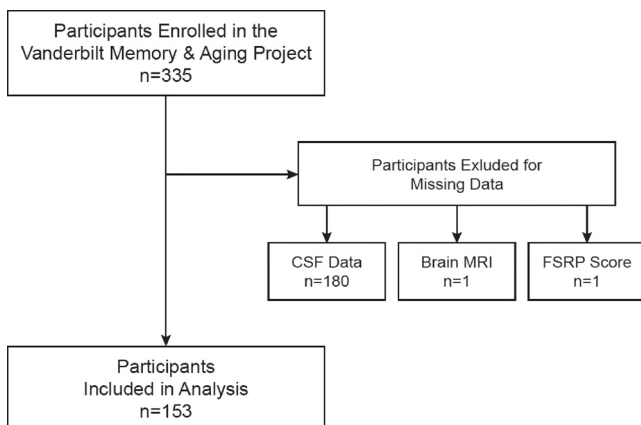 Participants Enrolled in the
Vanderbilt Memory & Aging Project
n=335
Participants Exluded for
Missing Data
CSF Data
n=180
Brain MRI
n=1
FSRP Score
n=1
Participants
Included in Analysis
n=153